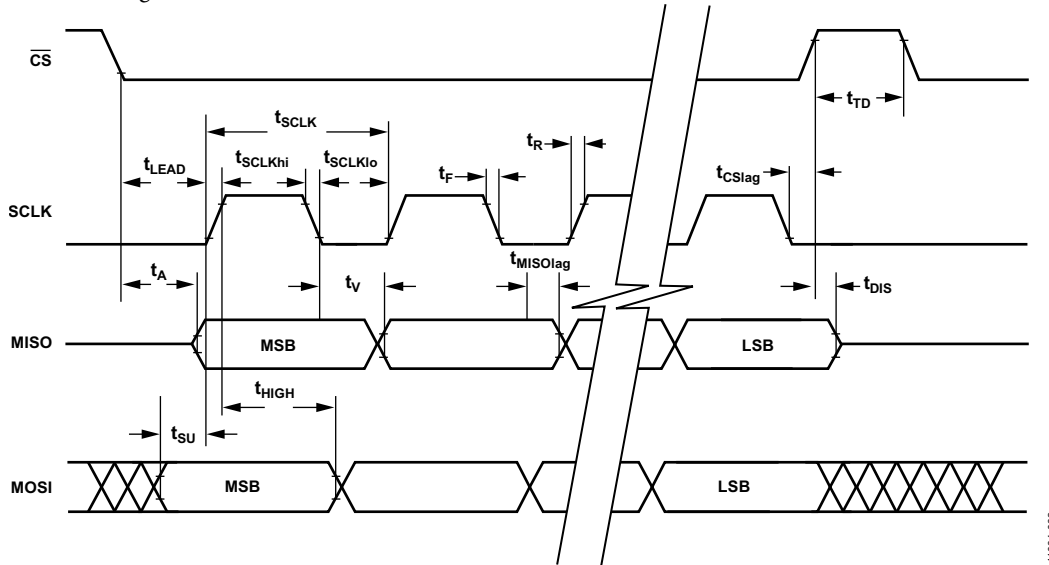 CS
tTD
tSCLK
tR
tLEAD
tSCLKhi
tSCLKlo
tF
tCSlag
SCLK
tA
tV
tMISOlag
tDIS
MISO
MSB
LSB
tHIGH
tSU
MOSI
MSB
LSB